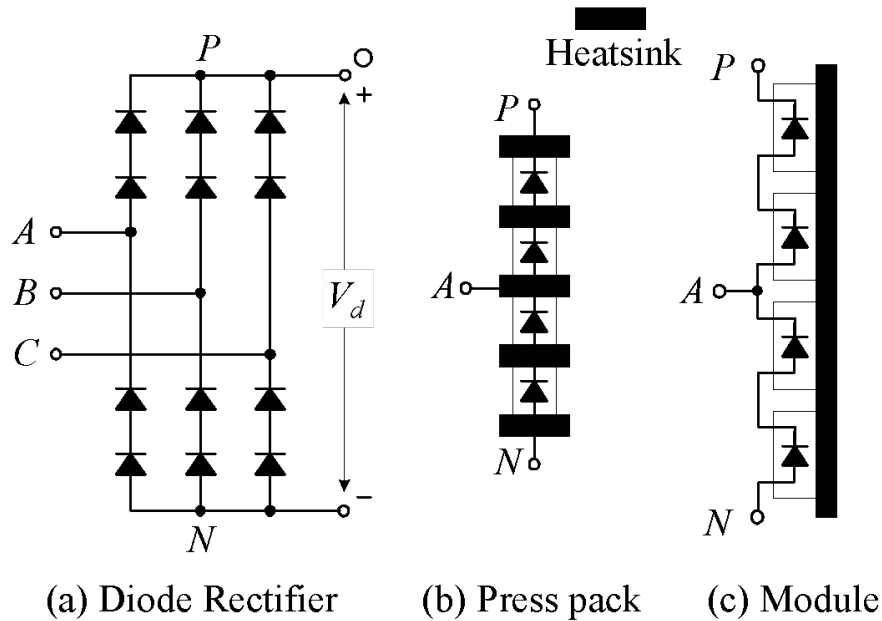 Heatsink
P
+
A
B
C
V_d
-
N
(a) Diode Rectifier
P
A
N
(b) Press pack
P
A
N
(c) Module